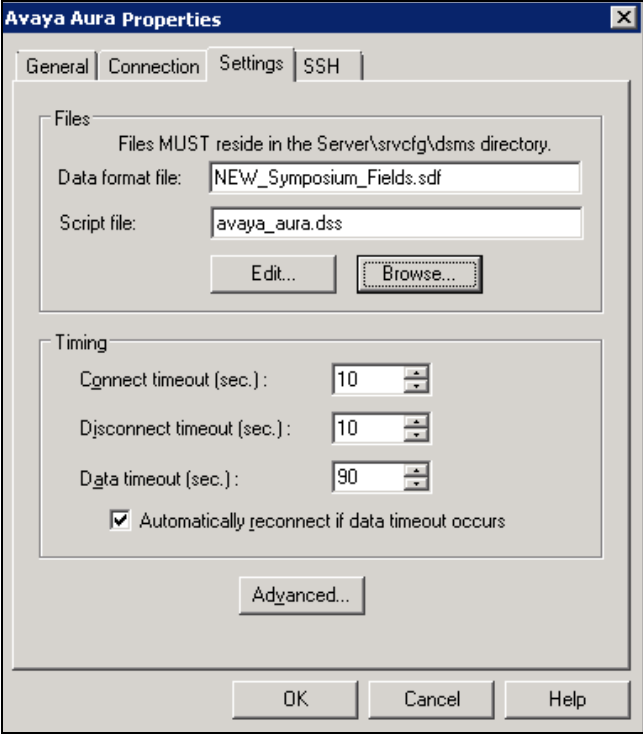 Avaya Aura Properties
General Connection Settings SSH
Files
Files MUST reside in the Server\srvcfg\dsms directory.
Data format file: NEW_Symposium_Fields.sdf
Script file: avaya_aura.dss
Edit... Browse...
Timing
Connect timeout (sec.) : 10
Disconnect timeout (sec.) : 10
Data timeout (sec.) : 90
Automatically reconnect if data timeout occurs
Advanced...
OK Cancel Help